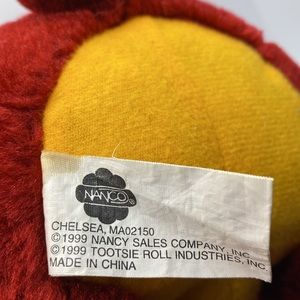 NANCO®
CHELSEA, MA02150
©1999 NANCY SALES COMPANY, INC.
©1999 TOOTSIE ROLL INDUSTRIES, INC.
MADE IN CHINA